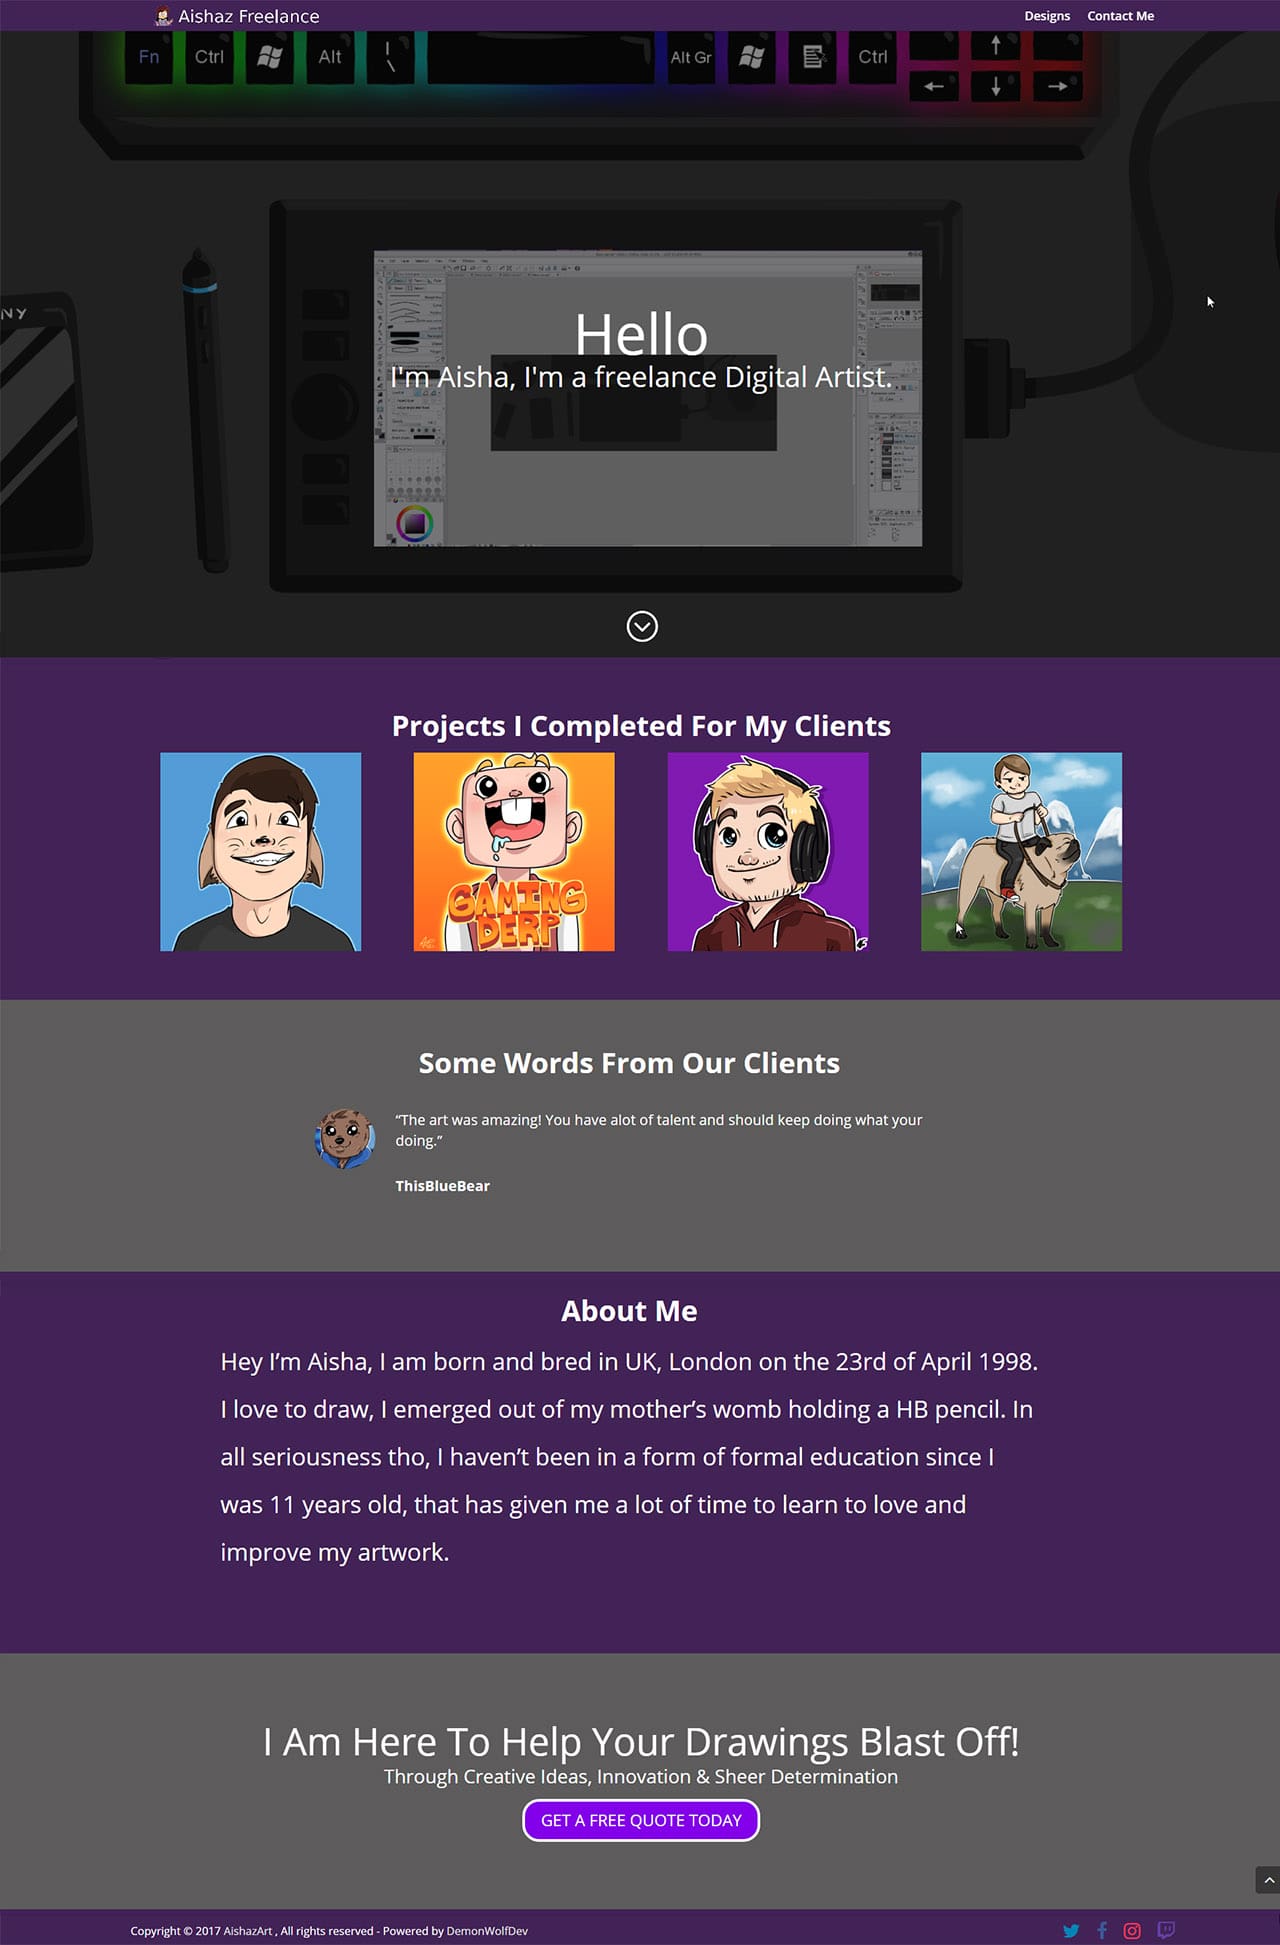 Aishaz Freelance
Designs
Contact Me
Fn
Ctrl
Alt
Alt Gr
Ctrl
NY
Hello
I'm Aisha, I'm a freelance Digital Artist.
Projects I Completed For My Clients
GAMING
DERP
Some Words From Our Clients
“The art was amazing! You have alot of talent and should keep doing what your
doing.”
ThisBlueBear
About Me
Hey I’m Aisha, I am born and bred in UK, London on the 23rd of April 1998.
I love to draw, I emerged out of my mother’s womb holding a HB pencil. In
all seriousness tho, I haven’t been in a form of formal education since I
was 11 years old, that has given me a lot of time to learn to love and
improve my artwork.
I Am Here To Help Your Drawings Blast Off!
Through Creative Ideas, Innovation & Sheer Determination
GET A FREE QUOTE TODAY
Copyright © 2017 AishazArt , All rights reserved - Powered by DemonWolfDev